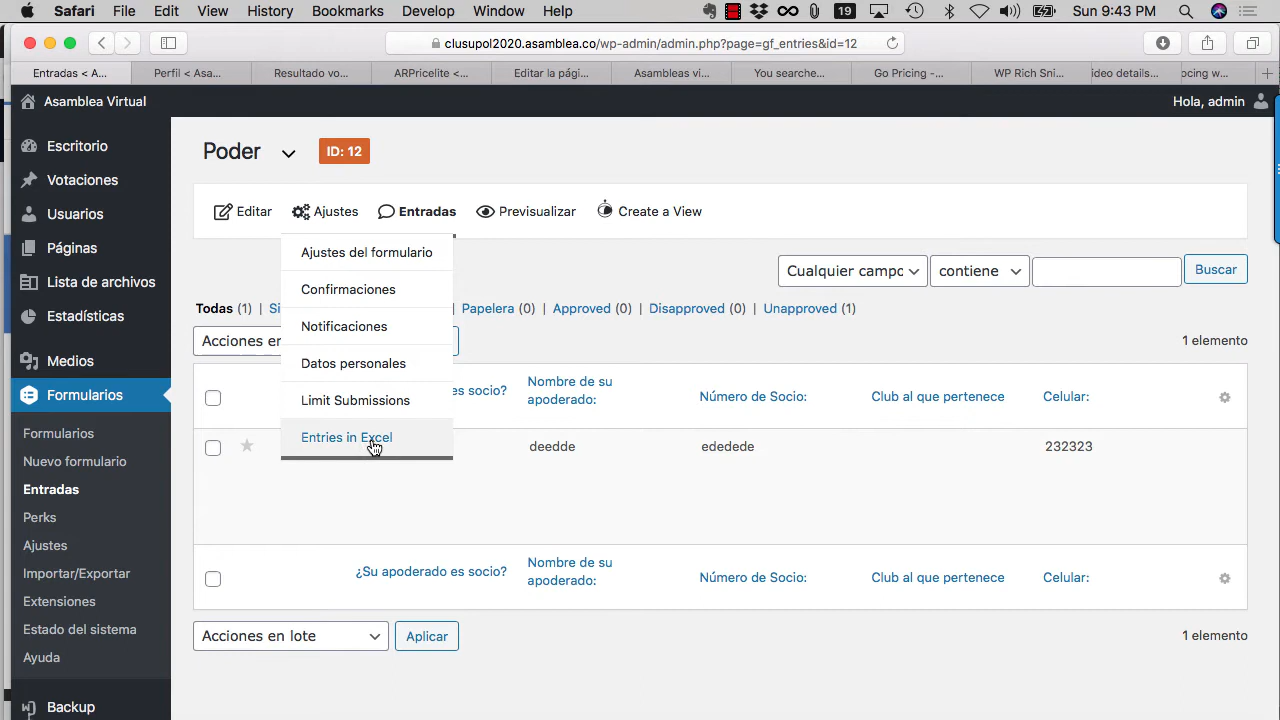 Safari File Edit View History Bookmarks Develop Window Help 19 Sun 9:43 PM
clusupol2020.asamblea.co/wp-admin/admin.php?page=gf_entries&id=12
Entradas < A... Perfil < Asa... Resultado vo... ARPricelite <... Editar la pági... Asambleas vi... You searche... Go Pricing -... WP Rich Sni... ideo details... ocing w...
Asamblea Virtual Hola, admin
Escritorio
Votaciones
Usuarios
Páginas
Lista de archivos
Estadísticas
Medios
Formularios
Formularios
Nuevo formulario
Entradas
Perks
Ajustes
Importar/Exportar
Extensiones
Estado del sistema
Ayuda
Backup
Poder ID: 12
Editar Ajustes Entradas Previsualizar Create a View
Ajustes del formulario
Confirmaciones
Notificaciones
Datos personales
Limit Submissions
Entries in Excel
Cualquier campo contiene Buscar
Todas (1) | Si | Papelera (0) | Approved (0) | Disapproved (0) | Unapproved (1)
Acciones en 1 elemento
es socio? Nombre de su apoderado: Número de Socio: Club al que pertenece Celular:
deedde ededede 232323
¿Su apoderado es socio? Nombre de su apoderado: Número de Socio: Club al que pertenece Celular:
Acciones en lote Aplicar 1 elemento